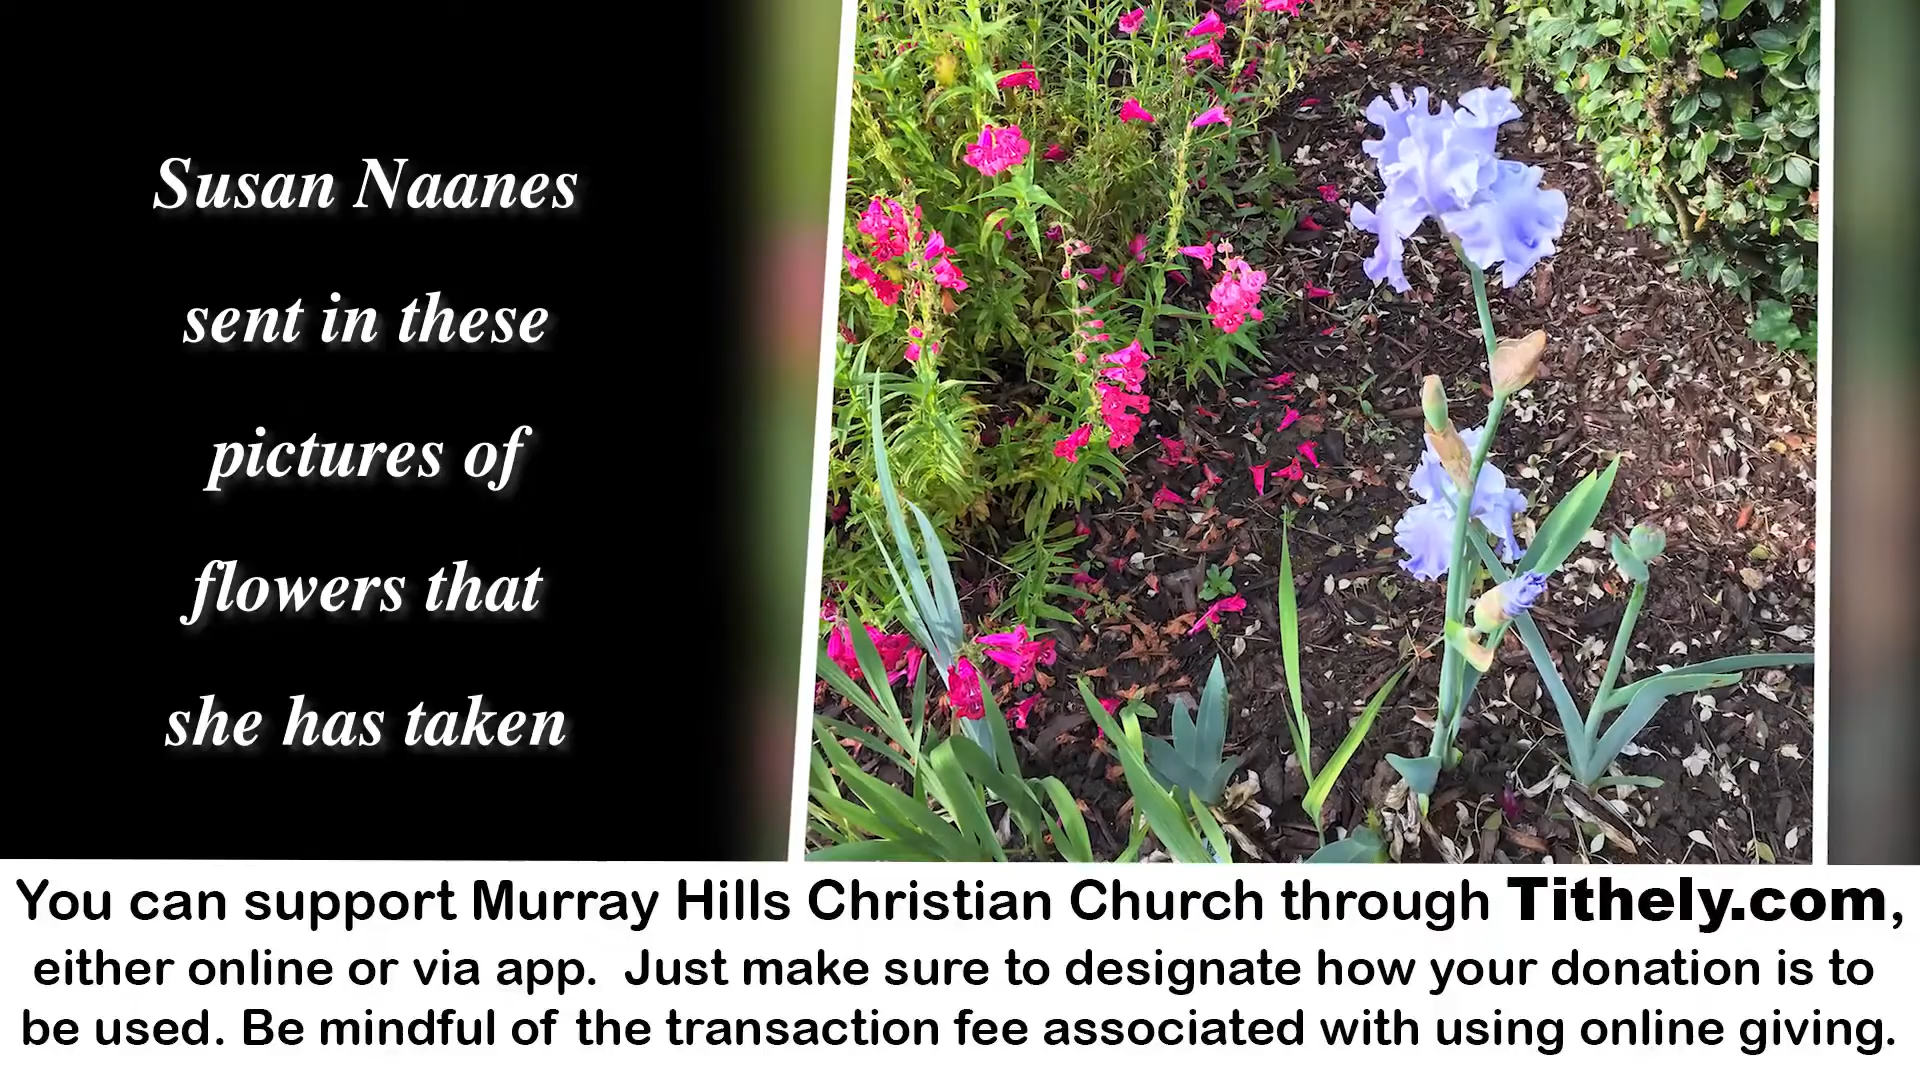 Susan Naanes
sent in these
pictures of
flowers that
she has taken
You can support Murray Hills Christian Church through Tithely.com,
either online or via app.  Just make sure to designate how your donation is to
be used. Be mindful of the transaction fee associated with using online giving.